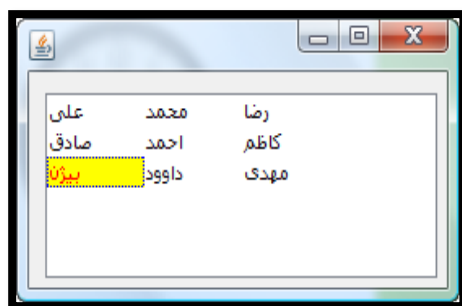 رضا محمد علی
کاظم احمد صادق
مهدی داوود بیژن